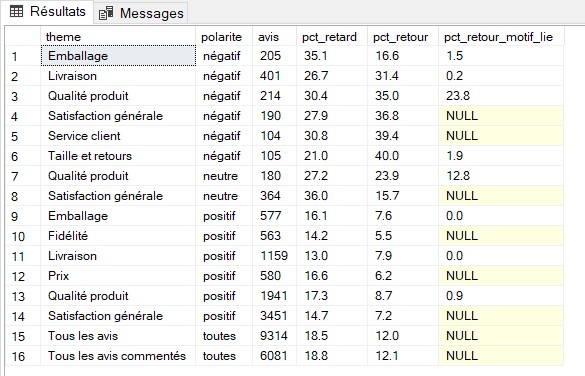 Résultats Messages
theme polarite avis pct_retard pct_retour pct_retour_motif_lie
1 Emballage négatif 205 35.1 16.6 1.5
2 Livraison négatif 401 26.7 31.4 0.2
3 Qualité produit négatif 214 30.4 35.0 23.8
4 Satisfaction générale négatif 190 27.9 36.8 NULL
5 Service client négatif 104 30.8 39.4 NULL
6 Taille et retours négatif 105 21.0 40.0 1.9
7 Qualité produit neutre 180 27.2 23.9 12.8
8 Satisfaction générale neutre 364 36.0 15.7 NULL
9 Emballage positif 577 16.1 7.6 0.0
10 Fidélité positif 563 14.2 5.5 NULL
11 Livraison positif 1159 13.0 7.9 0.0
12 Prix positif 580 16.6 6.2 NULL
13 Qualité produit positif 1941 17.3 8.7 0.9
14 Satisfaction générale positif 3451 14.7 7.2 NULL
15 Tous les avis toutes 9314 18.5 12.0 NULL
16 Tous les avis commentés toutes 6081 18.8 12.1 NULL